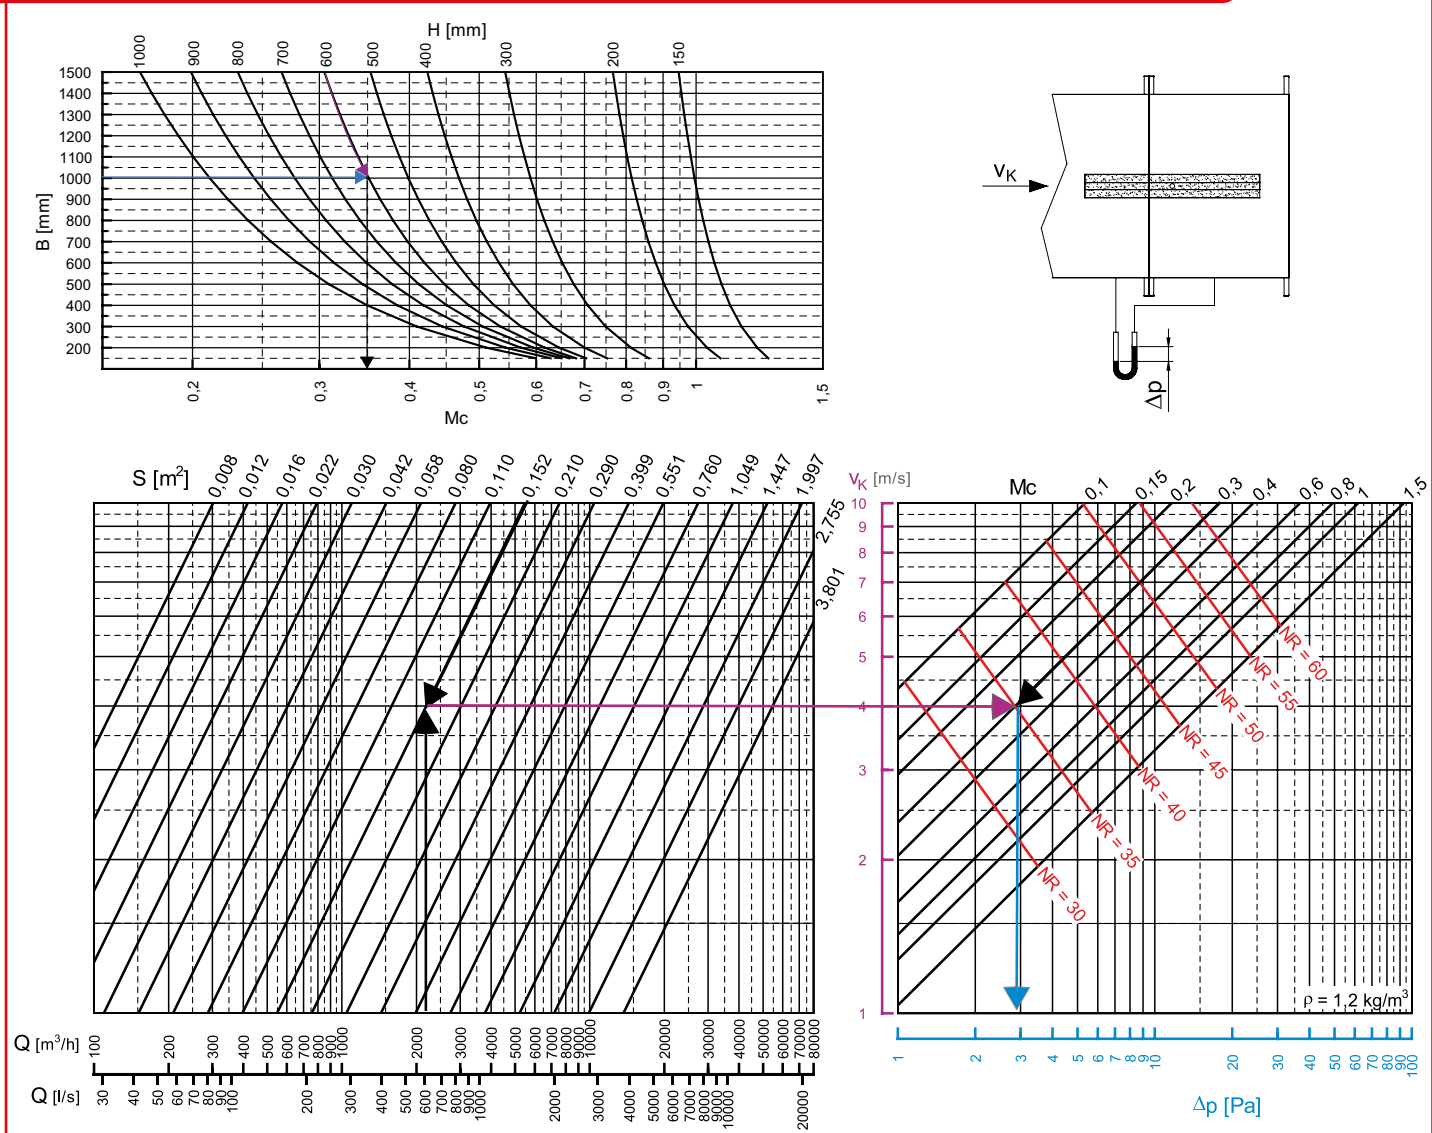 H [mm]
1000 900 800 700 600 500 400 300 200 150
1500
1400
1300
1200
1100
1000
900
800
700
600
500
400
300
200
B [mm]
0,2 0,3 0,4 0,5 0,6 0,7 0,8 0,9 1 1,5
Mc
vK
Δp
S [m²]
0,008 0,012 0,016 0,022 0,030 0,042 0,058 0,080 0,110 0,152 0,210 0,290 0,399 0,551 0,760 1,049 1,447 1,997
2,755
3,801
Q [m³/h]
100 200 300 400 500 600 700 800 900 1000 2000 3000 4000 5000 6000 7000 8000 9000 10000 20000 30000 40000 50000 60000 70000 80000
Q [l/s]
30 40 50 60 70 80 90 100 200 300 400 500 600 700 800 900 1000 2000 3000 4000 5000 6000 7000 8000 9000 10000 20000
vK [m/s]
10
9
8
7
6
5
4
3
2
1
Mc
0,1 0,15 0,2 0,3 0,4 0,6 0,8 1 1,5
NR = 60
NR = 55
NR = 50
NR = 45
NR = 40
NR = 35
NR = 30
ρ = 1,2 kg/m³
1 2 3 4 5 6 7 8 9 10 20 30 40 50 60 70 80 90 100
Δp [Pa]